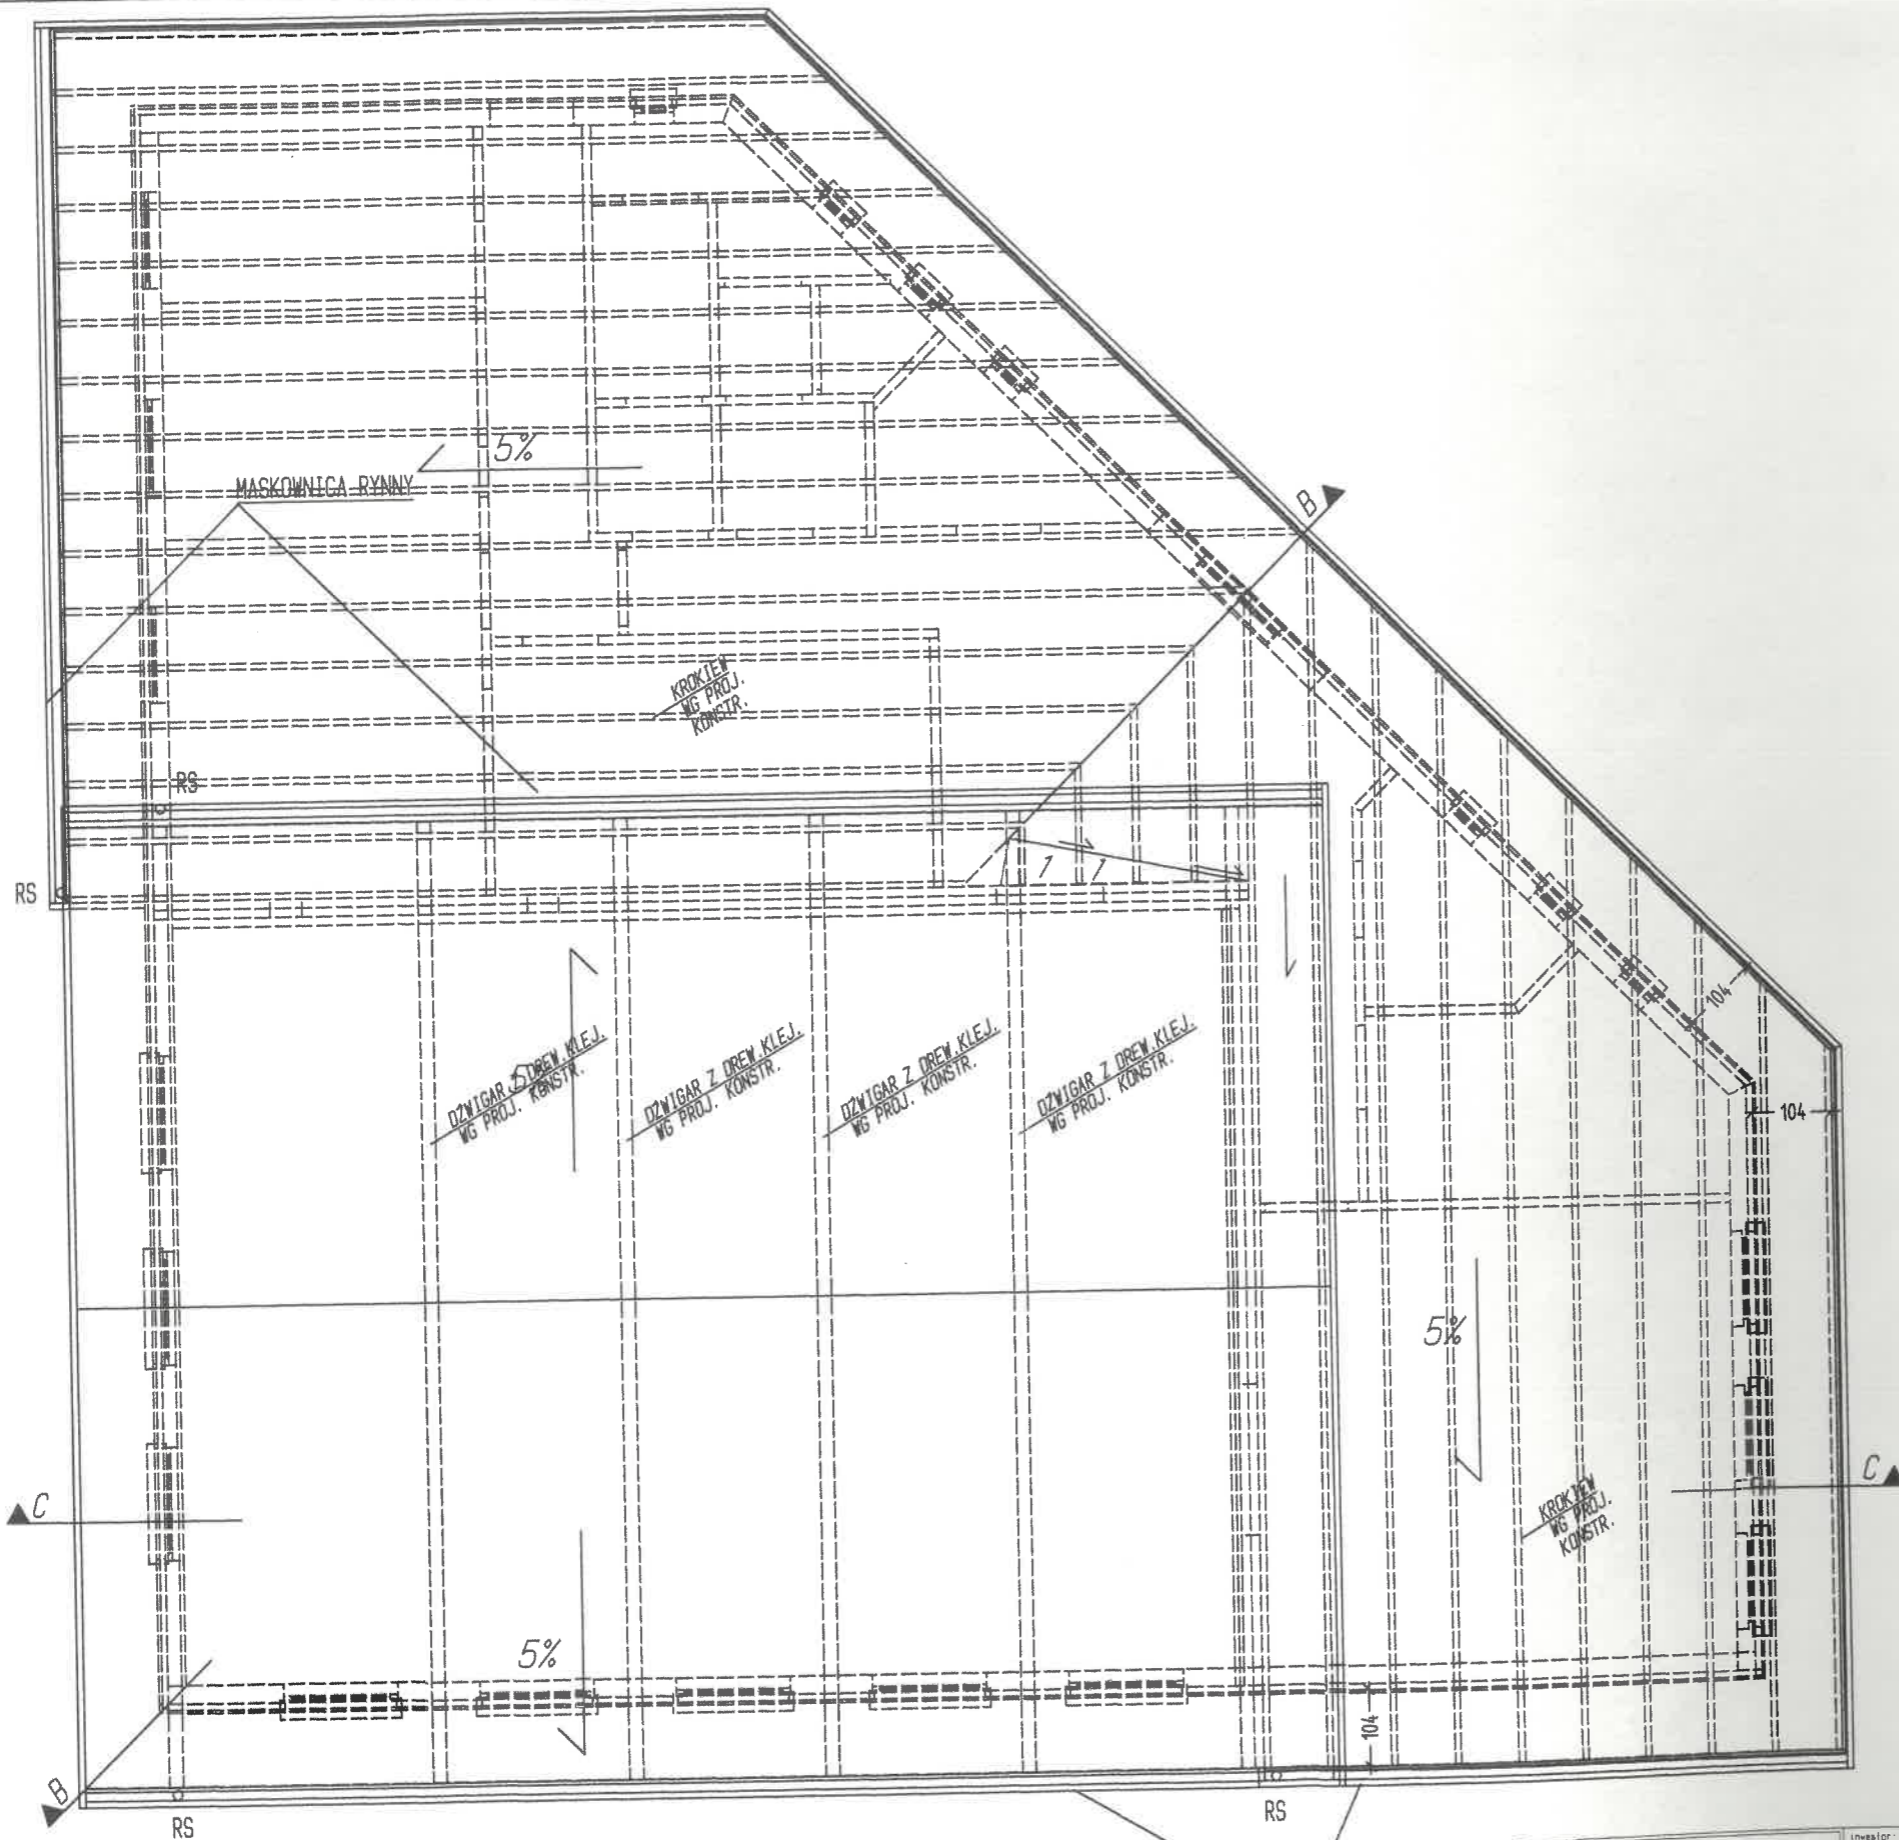 5%
MASKOWNICA RYNNY
B
KROKIEW
WG PROJ.
KONSTR.
RS
RS
1 1
104
104
DŹWIGAR Z DREW.KLEJ.
WG PROJ. KONSTR.
DŹWIGAR Z DREW.KLEJ.
WG PROJ. KONSTR.
DŹWIGAR Z DREW.KLEJ.
WG PROJ. KONSTR.
DŹWIGAR Z DREW.KLEJ.
WG PROJ. KONSTR.
5%
5%
C
C
KROKIEW
WG PROJ.
KONSTR.
5%
104
B
RS
RS
Inwestor: